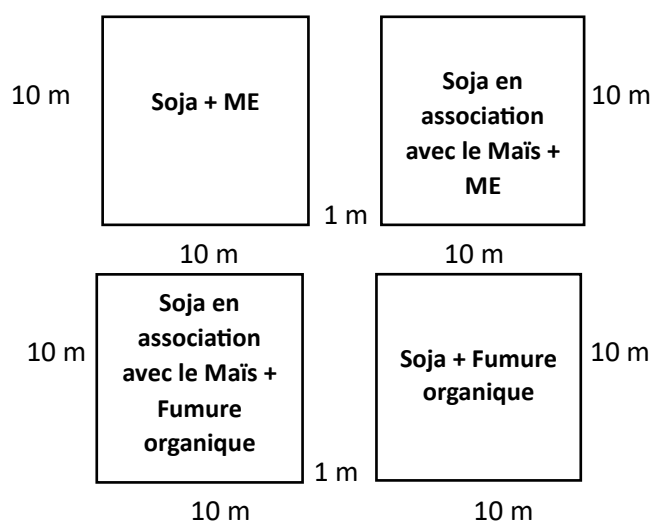 10 m
Soja + ME
Soja en
association
avec le Maïs +
ME
10 m
1 m
10 m
10 m
10 m
Soja en
association
avec le Maïs +
Fumure
organique
Soja + Fumure
organique
10 m
1 m
10 m
10 m